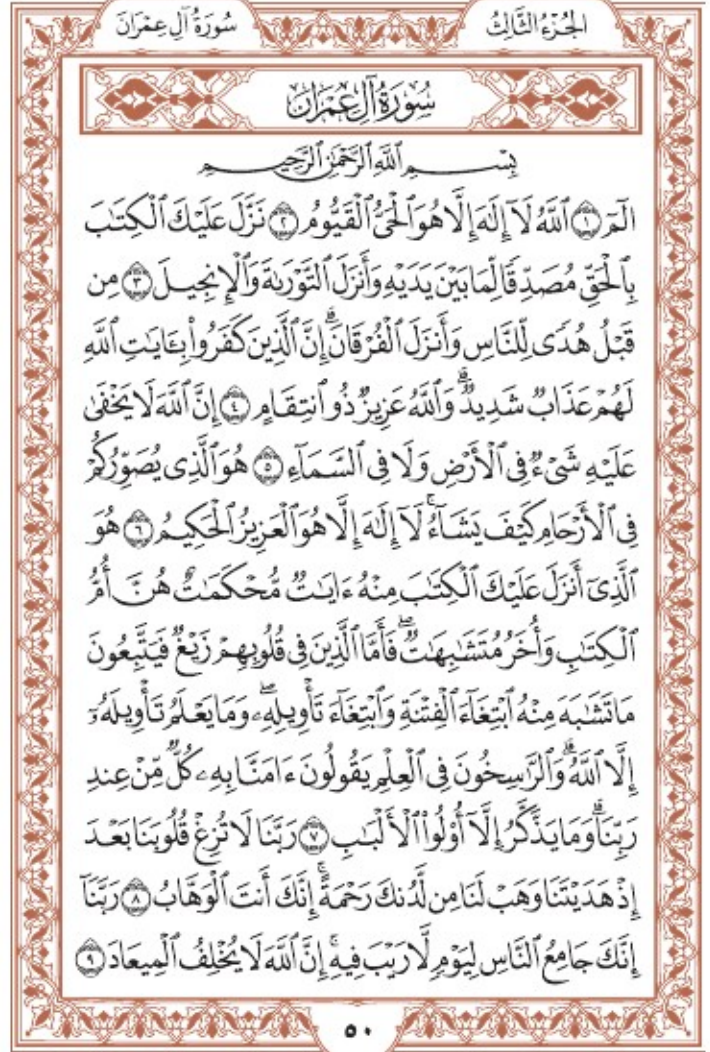 الجُزْءُ الثَّالِثُ
سُورَةُ آلِ عِمْرَانَ
سُورَةُ آلِ عِمْرَانَ
بِسْمِ ٱللَّهِ ٱلرَّحْمَٰنِ ٱلرَّحِيمِ
الٓمٓ ١ ٱللَّهُ لَآ إِلَٰهَ إِلَّا هُوَ ٱلْحَىُّ ٱلْقَيُّومُ ٢ نَزَّلَ عَلَيْكَ ٱلْكِتَٰبَ
بِٱلْحَقِّ مُصَدِّقًا لِّمَا بَيْنَ يَدَيْهِ وَأَنزَلَ ٱلتَّوْرَىٰةَ وَٱلْإِنجِيلَ ٣ مِن
قَبْلُ هُدًى لِّلنَّاسِ وَأَنزَلَ ٱلْفُرْقَانَ ۗ إِنَّ ٱلَّذِينَ كَفَرُوا۟ بِـَٔايَٰتِ ٱللَّهِ
لَهُمْ عَذَابٌ شَدِيدٌ ۗ وَٱللَّهُ عَزِيزٌ ذُو ٱنتِقَامٍ ٤ إِنَّ ٱللَّهَ لَا يَخْفَىٰ
عَلَيْهِ شَىْءٌ فِى ٱلْأَرْضِ وَلَا فِى ٱلسَّمَآءِ ٥ هُوَ ٱلَّذِى يُصَوِّرُكُمْ
فِى ٱلْأَرْحَامِ كَيْفَ يَشَآءُ ۚ لَآ إِلَٰهَ إِلَّا هُوَ ٱلْعَزِيزُ ٱلْحَكِيمُ ٦ هُوَ
ٱلَّذِىٓ أَنزَلَ عَلَيْكَ ٱلْكِتَٰبَ مِنْهُ ءَايَٰتٌ مُّحْكَمَٰتٌ هُنَّ أُمُّ
ٱلْكِتَٰبِ وَأُخَرُ مُتَشَٰبِهَٰتٌ ۖ فَأَمَّا ٱلَّذِينَ فِى قُلُوبِهِمْ زَيْغٌ فَيَتَّبِعُونَ
مَا تَشَٰبَهَ مِنْهُ ٱبْتِغَآءَ ٱلْفِتْنَةِ وَٱبْتِغَآءَ تَأْوِيلِهِۦ ۗ وَمَا يَعْلَمُ تَأْوِيلَهُۥٓ
إِلَّا ٱللَّهُ ۗ وَٱلرَّٰسِخُونَ فِى ٱلْعِلْمِ يَقُولُونَ ءَامَنَّا بِهِۦ كُلٌّ مِّنْ عِندِ
رَبِّنَا ۗ وَمَا يَذَّكَّرُ إِلَّآ أُو۟لُوا۟ ٱلْأَلْبَٰبِ ٧ رَبَّنَا لَا تُزِغْ قُلُوبَنَا بَعْدَ
إِذْ هَدَيْتَنَا وَهَبْ لَنَا مِن لَّدُنكَ رَحْمَةً ۚ إِنَّكَ أَنتَ ٱلْوَهَّابُ ٨ رَبَّنَآ
إِنَّكَ جَامِعُ ٱلنَّاسِ لِيَوْمٍ لَّا رَيْبَ فِيهِ ۚ إِنَّ ٱللَّهَ لَا يُخْلِفُ ٱلْمِيعَادَ ٩
٥٠